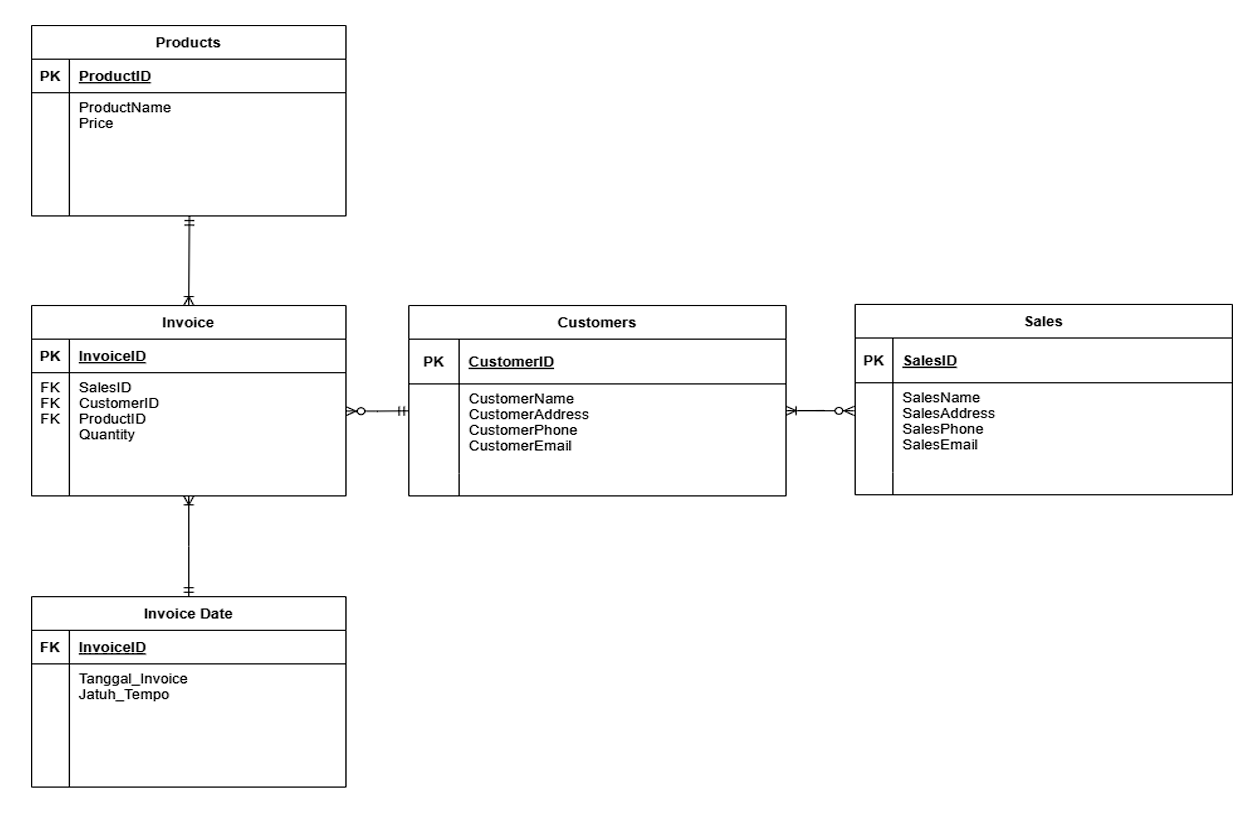 Products
PK ProductID
ProductName
Price
Invoice
PK InvoiceID
FK SalesID
FK CustomerID
FK ProductID
Quantity
Customers
PK CustomerID
CustomerName
CustomerAddress
CustomerPhone
CustomerEmail
Sales
PK SalesID
SalesName
SalesAddress
SalesPhone
SalesEmail
Invoice Date
FK InvoiceID
Tanggal_Invoice
Jatuh_Tempo